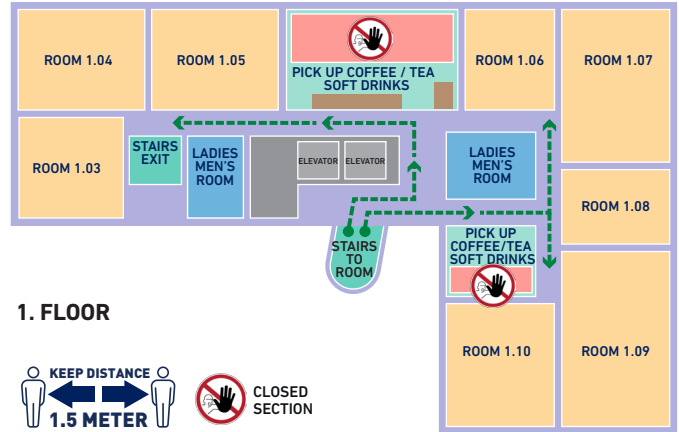 ROOM 1.04
ROOM 1.05
PICK UP COFFEE / TEA
SOFT DRINKS
ROOM 1.06
ROOM 1.07
ROOM 1.03
STAIRS
EXIT
LADIES
MEN'S
ROOM
ELEVATOR
ELEVATOR
LADIES
MEN'S
ROOM
ROOM 1.08
STAIRS
TO
ROOM
PICK UP
COFFEE/TEA
SOFT DRINKS
1. FLOOR
ROOM 1.10
ROOM 1.09
KEEP DISTANCE
1.5 METER
CLOSED
SECTION